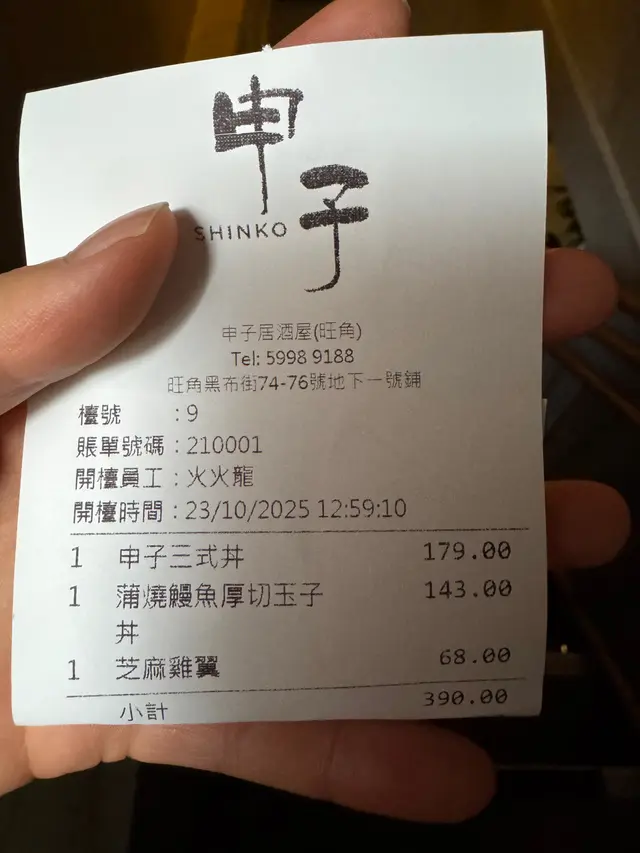 申子
SHINKO
申子居酒屋(旺角)
Tel: 5998 9188
旺角黑布街74-76號地下一號鋪
檯號 : 9
賬單號碼 : 210001
開檯員工 : 火火龍
開檯時間 : 23/10/2025 12:59:10
1 申子三式丼 179.00
1 蒲燒鰻魚厚切玉子 143.00
丼
1 芝麻雞翼 68.00
小計 390.00